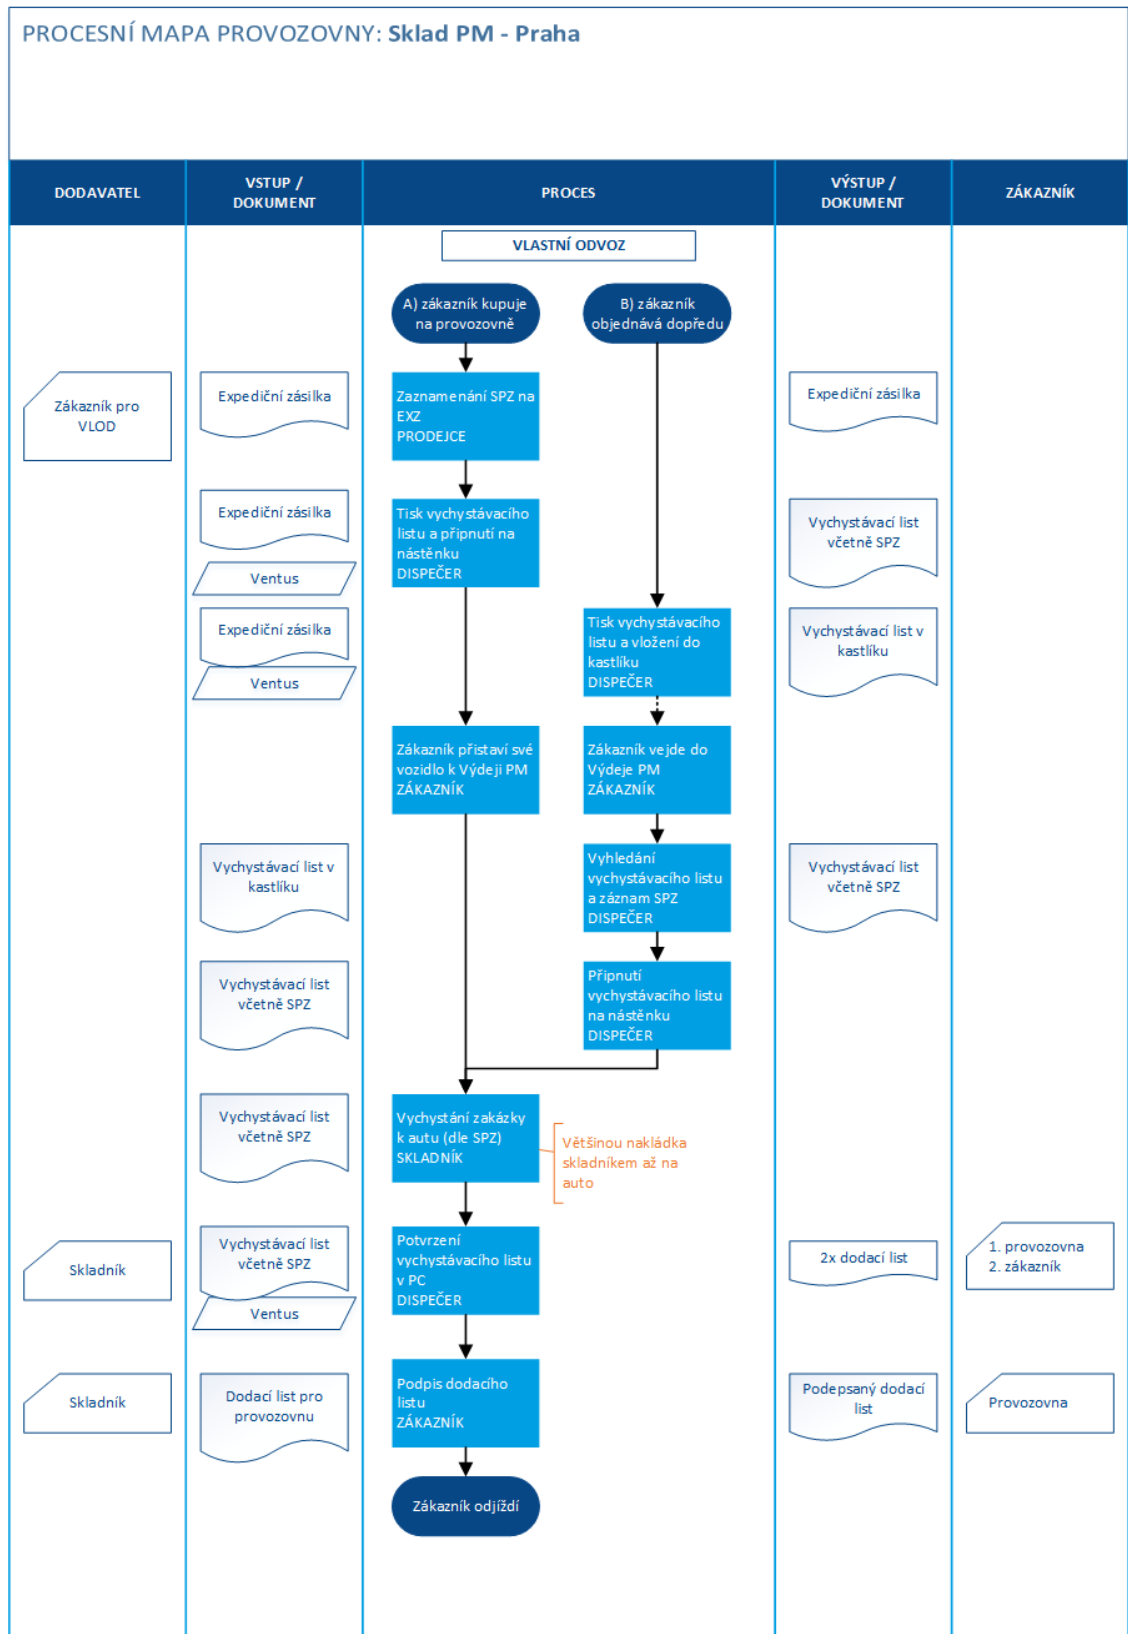 PROCESNÍ MAPA PROVOZOVNY: Sklad PM - Praha
DODAVATEL
VSTUP /
DOKUMENT
PROCES
VÝSTUP /
DOKUMENT
ZÁKAZNÍK
VLASTNÍ ODVOZ
A) zákazník kupuje
na provozovně
B) zákazník
objednává dopředu
Zákazník pro
VLOD
Expediční zásilka
Zaznamenání SPZ na
EXZ
PRODEJCE
Expediční zásilka
Expediční zásilka
Ventus
Tisk vychystávacího
listu a připnutí na
nástěnku
DISPEČER
Vychystávací list
včetně SPZ
Expediční zásilka
Ventus
Tisk vychystávacího
listu a vložení do
kastlíku
DISPEČER
Vychystávací list v
kastlíku
Zákazník přistaví své
vozidlo k Výdeji PM
ZÁKAZNÍK
Zákazník vejde do
Výdeje PM
ZÁKAZNÍK
Vychystávací list v
kastlíku
Vyhledání
vychystávacího listu
a záznam SPZ
DISPEČER
Vychystávací list
včetně SPZ
Vychystávací list
včetně SPZ
Připnutí
vychystávacího listu
na nástěnku
DISPEČER
Vychystávací list
včetně SPZ
Vychystání zakázky
k autu (dle SPZ)
SKLADNÍK
Většinou nakládka
skladníkem až na
auto
Skladník
Vychystávací list
včetně SPZ
Ventus
Potvrzení
vychystávacího listu
v PC
DISPEČER
2x dodací list
1. provozovna
2. zákazník
Skladník
Dodací list pro
provozovnu
Podpis dodacího
listu
ZÁKAZNÍK
Podepsaný dodací
list
Provozovna
Zákazník odjíždí